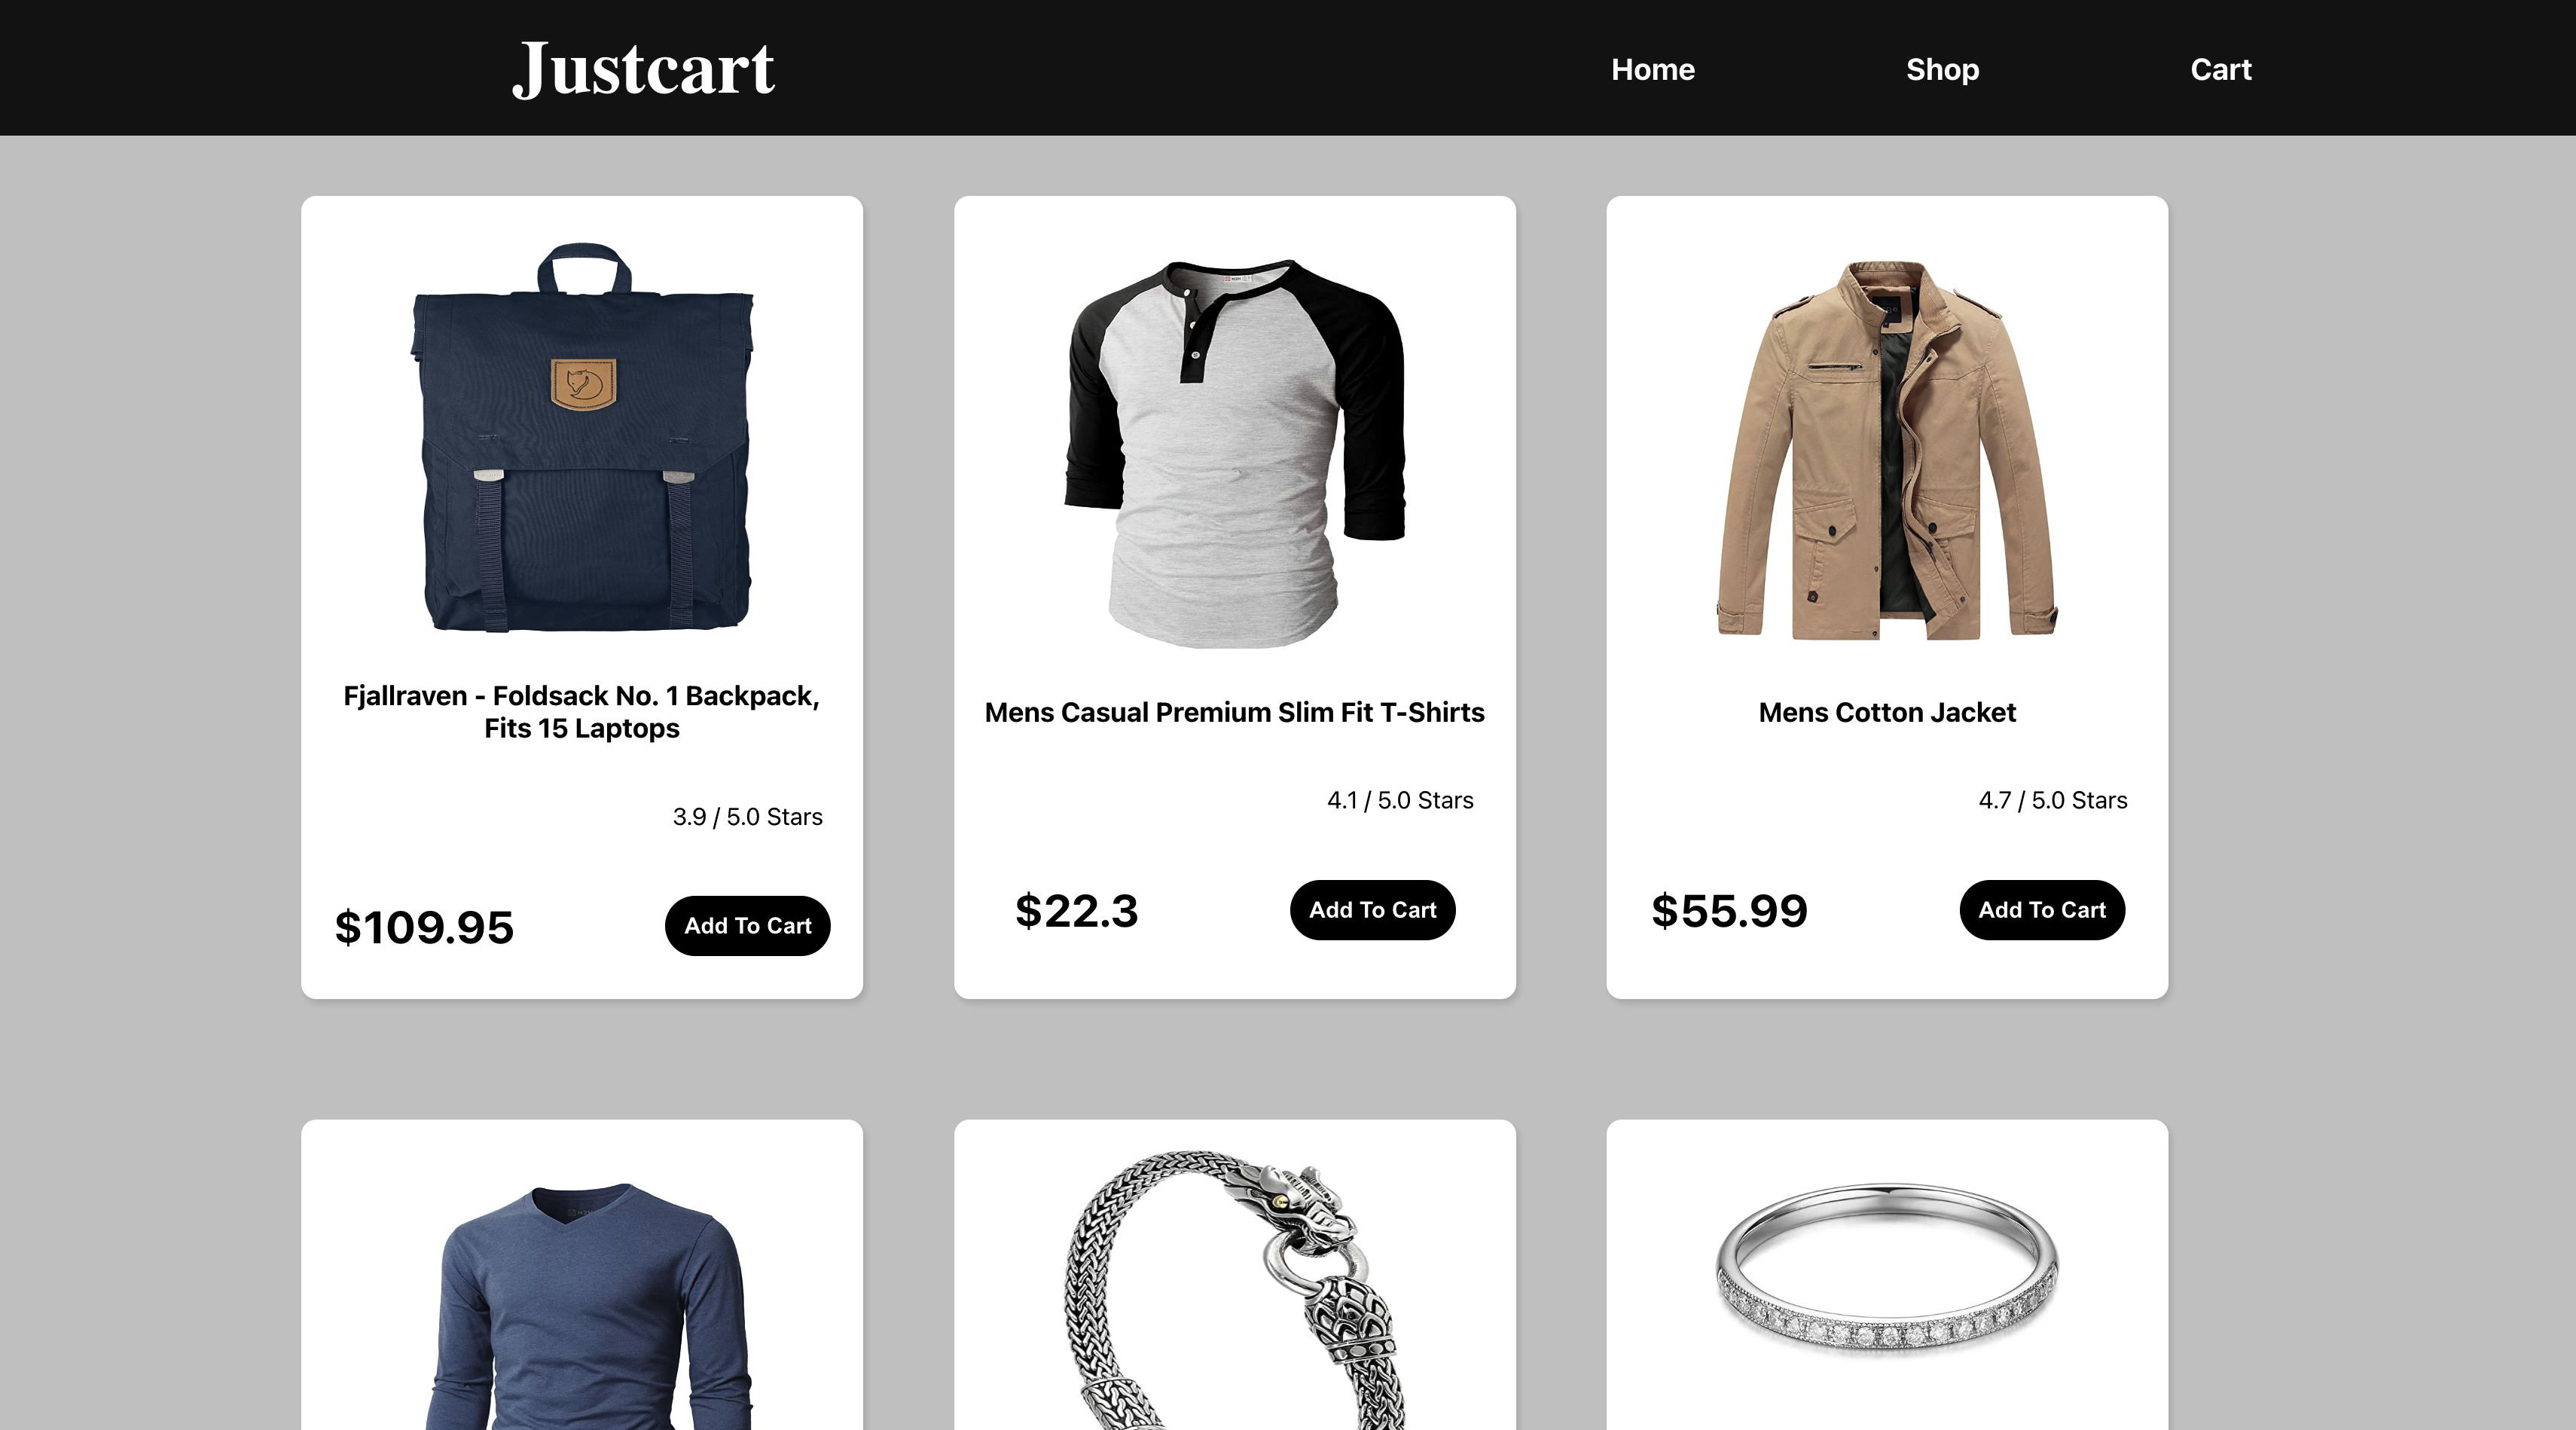 Justcart
Home
Shop
Cart
Fjallraven - Foldsack No. 1 Backpack,
Fits 15 Laptops
3.9 / 5.0 Stars
$109.95
Add To Cart
Mens Casual Premium Slim Fit T-Shirts
4.1 / 5.0 Stars
$22.3
Add To Cart
Mens Cotton Jacket
4.7 / 5.0 Stars
$55.99
Add To Cart